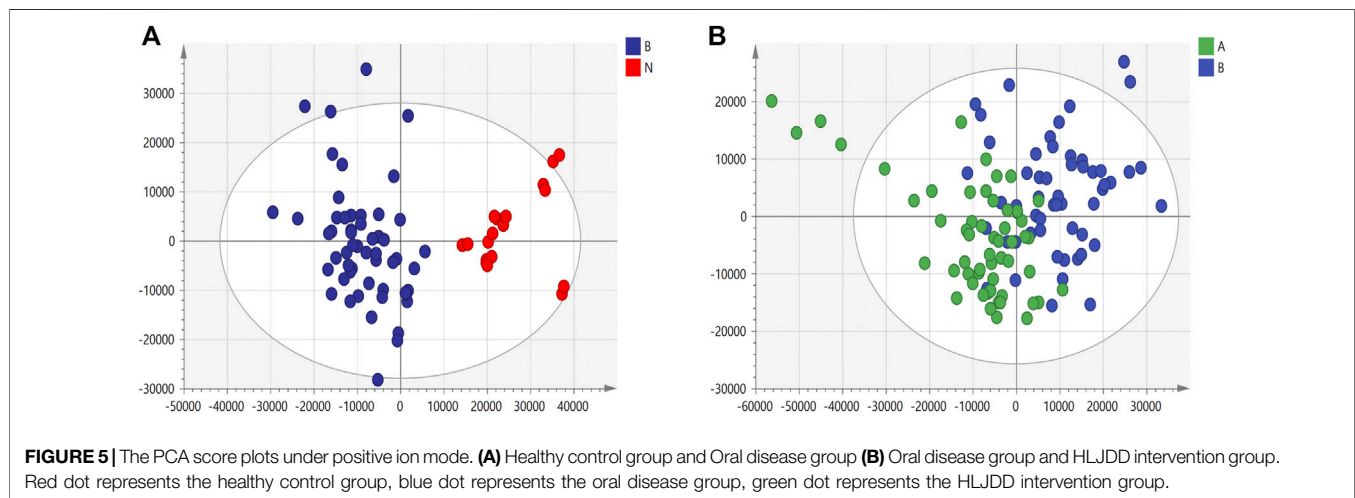 A
B
N
30000
20000
10000
0
-10000
-20000
-30000
-50000 -40000 -30000 -20000 -10000 0 10000 20000 30000 40000
B
A
B
20000
10000
0
-10000
-20000
-30000
-60000 -50000 -40000 -30000 -20000 -10000 0 10000 20000 30000
FIGURE 5 | The PCA score plots under positive ion mode. (A) Healthy control group and Oral disease group (B) Oral disease group and HLJDD intervention group.
Red dot represents the healthy control group, blue dot represents the oral disease group, green dot represents the HLJDD intervention group.